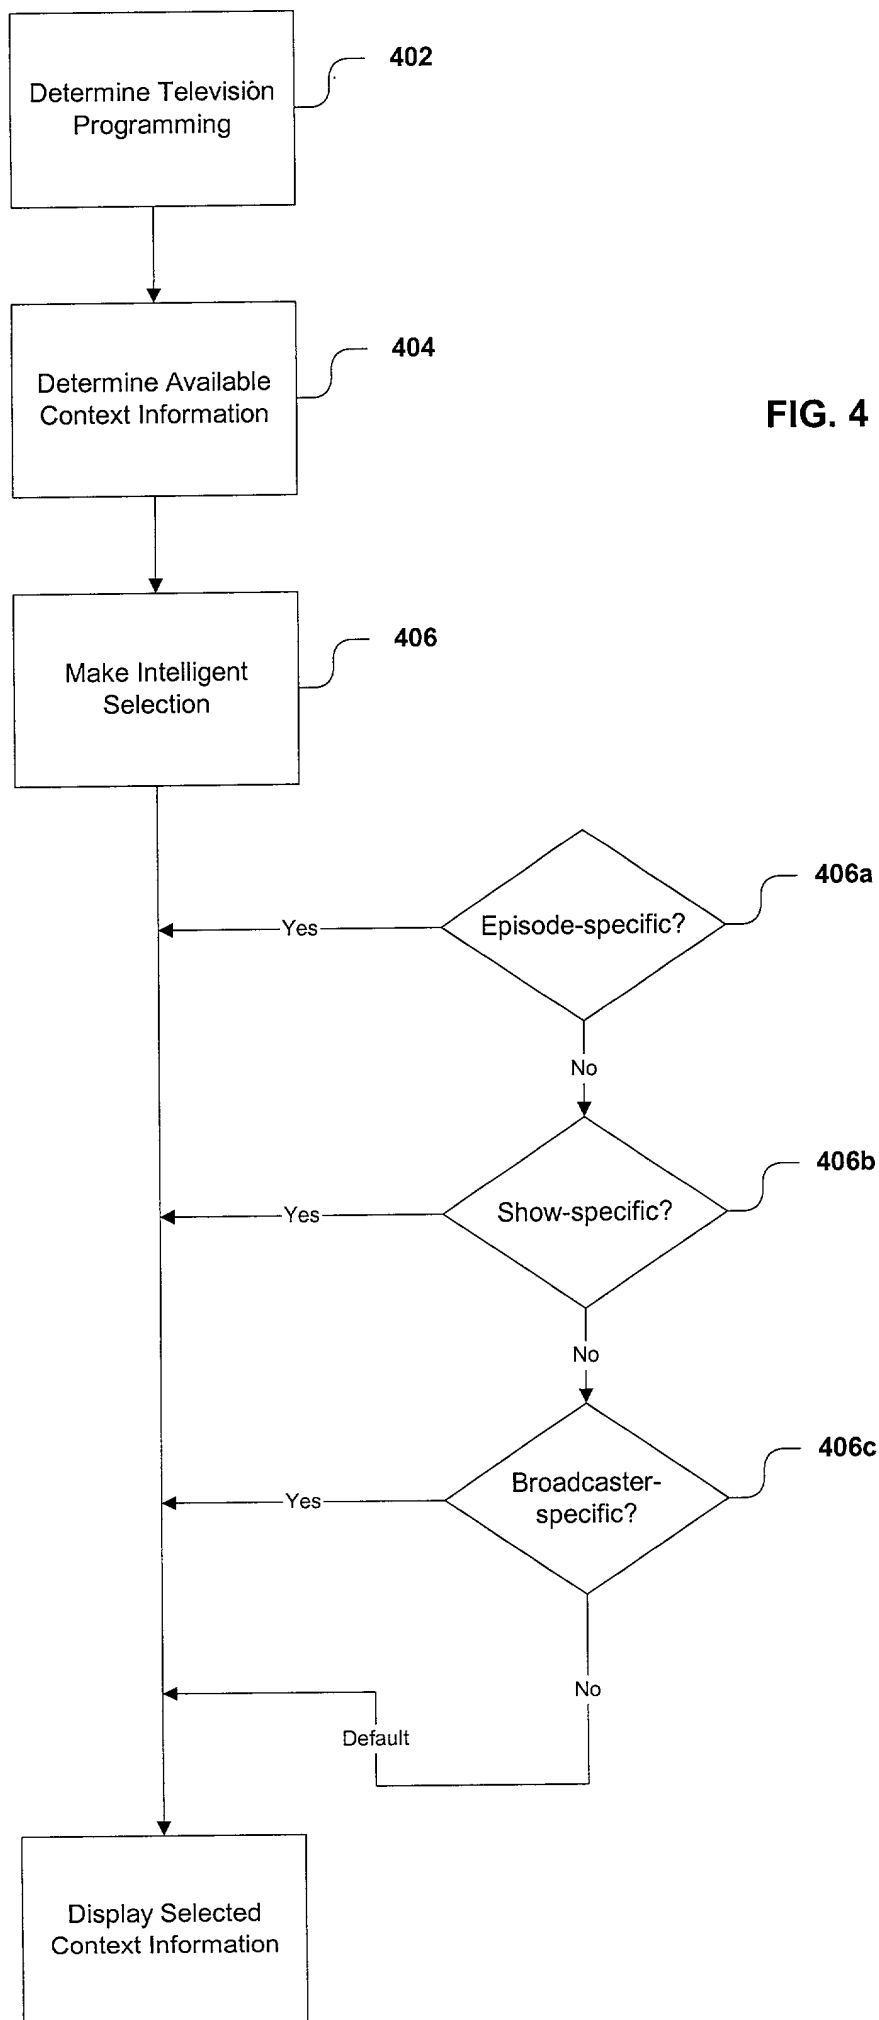 402
Determine Television
Programming
404
Determine Available
Context Information
FIG. 4
406
Make Intelligent
Selection
406a
Episode-specific?
Yes
No
406b
Show-specific?
Yes
No
406c
Broadcaster-
specific?
Yes
No
Default
Display Selected
Context Information